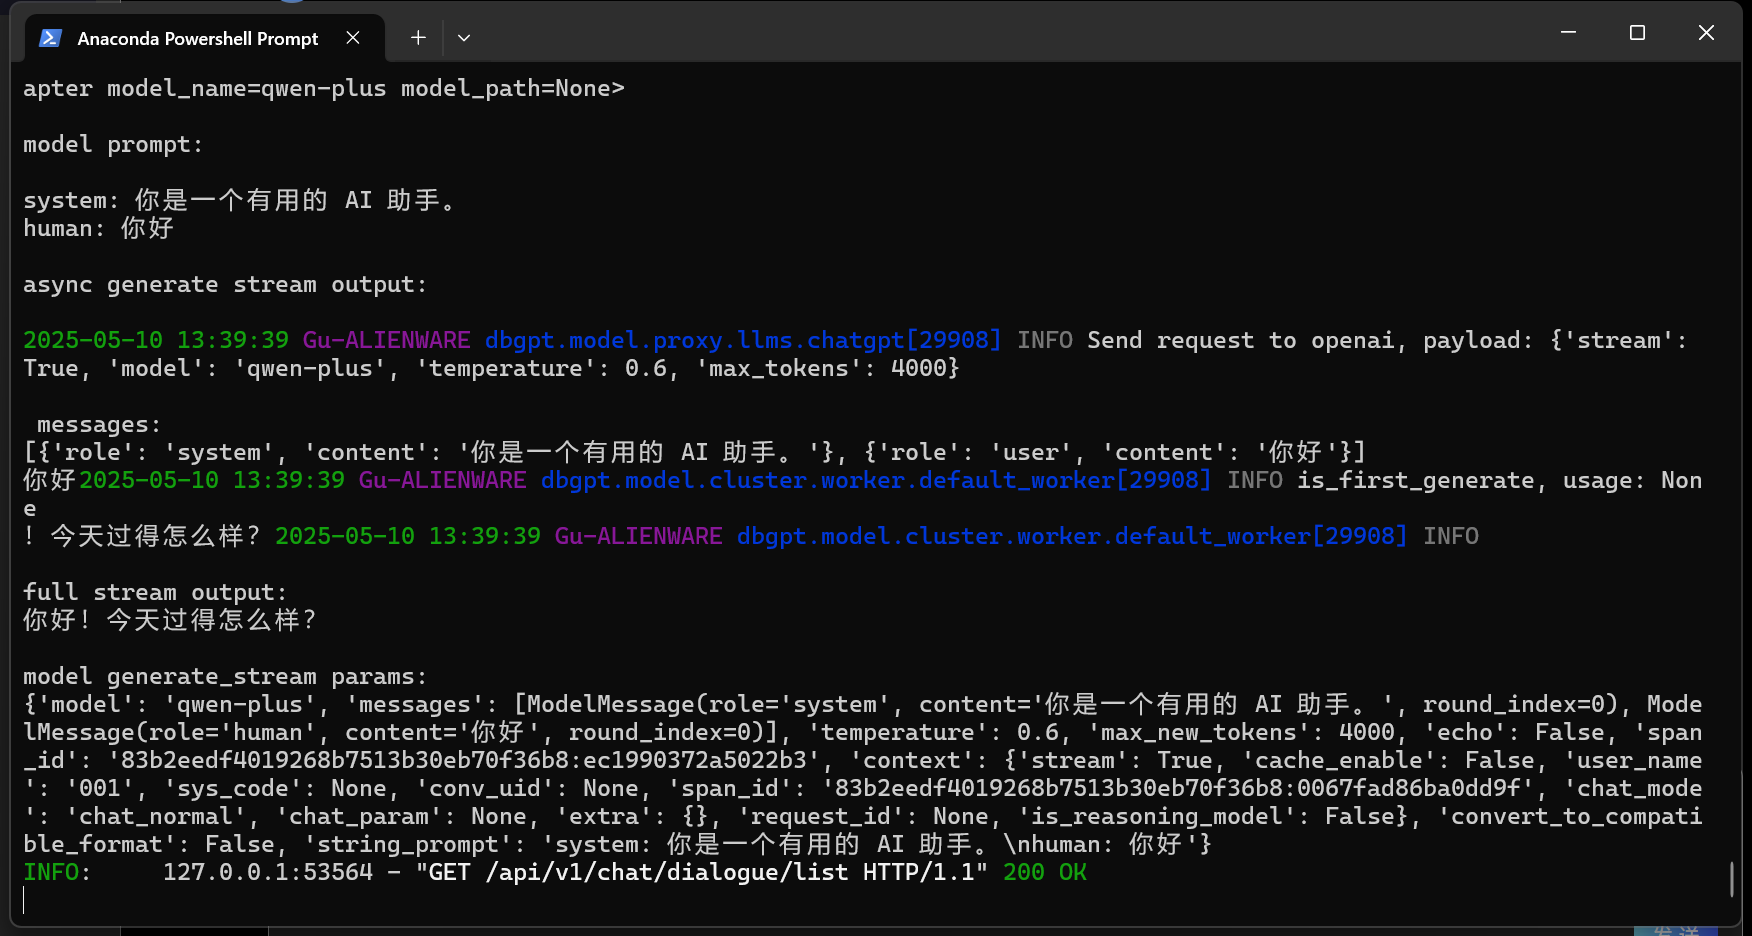 Anaconda Powershell Prompt
apter model_name=qwen-plus model_path=None>
model prompt:
system: 你是一个有用的 AI 助手。
human: 你好
async generate stream output:
2025-05-10 13:39:39 Gu-ALIENWARE dbgpt.model.proxy.llms.chatgpt[29908] INFO Send request to openai, payload: {'stream':
True, 'model': 'qwen-plus', 'temperature': 0.6, 'max_tokens': 4000}
messages:
[{'role': 'system', 'content': '你是一个有用的 AI 助手。'}, {'role': 'user', 'content': '你好'}]
你好2025-05-10 13:39:39 Gu-ALIENWARE dbgpt.model.cluster.worker.default_worker[29908] INFO is_first_generate, usage: Non
e
！今天过得怎么样？2025-05-10 13:39:39 Gu-ALIENWARE dbgpt.model.cluster.worker.default_worker[29908] INFO
full stream output:
你好！今天过得怎么样？
model generate_stream params:
{'model': 'qwen-plus', 'messages': [ModelMessage(role='system', content='你是一个有用的 AI 助手。', round_index=0), Mode
lMessage(role='human', content='你好', round_index=0)], 'temperature': 0.6, 'max_new_tokens': 4000, 'echo': False, 'span
_id': '83b2eedf4019268b7513b30eb70f36b8:ec1990372a5022b3', 'context': {'stream': True, 'cache_enable': False, 'user_name
': '001', 'sys_code': None, 'conv_uid': None, 'span_id': '83b2eedf4019268b7513b30eb70f36b8:0067fad86ba0dd9f', 'chat_mode
': 'chat_normal', 'chat_param': None, 'extra': {}, 'request_id': None, 'is_reasoning_model': False}, 'convert_to_compati
ble_format': False, 'string_prompt': 'system: 你是一个有用的 AI 助手。\nhuman: 你好'}
INFO:     127.0.0.1:53564 - "GET /api/v1/chat/dialogue/list HTTP/1.1" 200 OK
发送